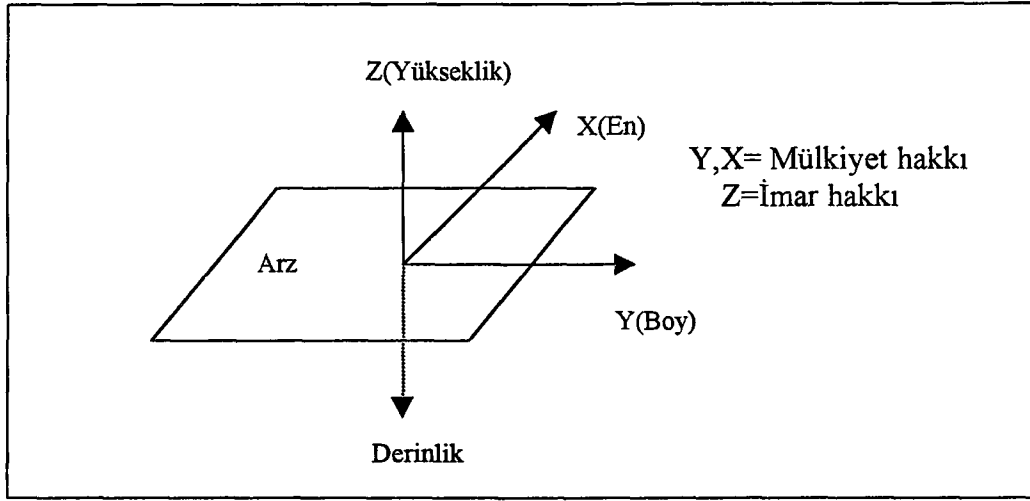 Z(Yükseklik)
X(En)
Y,X= Mülkiyet hakkı
Z=İmar hakkı
Arz
Y(Boy)
Derinlik